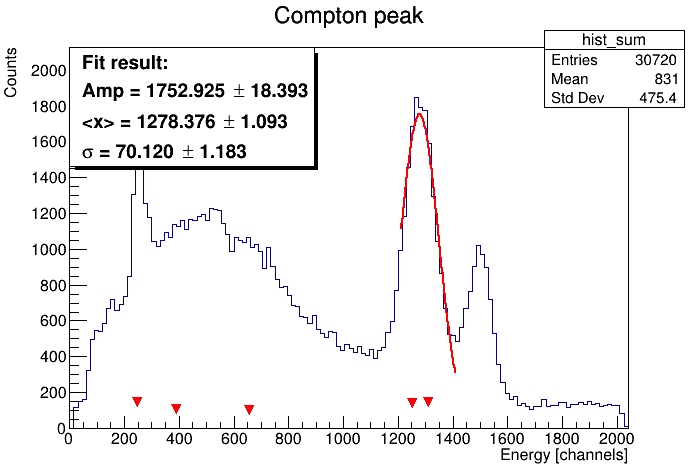 Compton peak
hist_sum
Entries 30720
Mean 831
Std Dev 475.4
Fit result:
Amp = 1752.925 ± 18.393
<x> = 1278.376 ± 1.093
σ = 70.120 ± 1.183
Counts
2000
1800
1600
1400
1200
1000
800
600
400
200
0
0 200 400 600 800 1000 1200 1400 1600 1800 2000
Energy [channels]